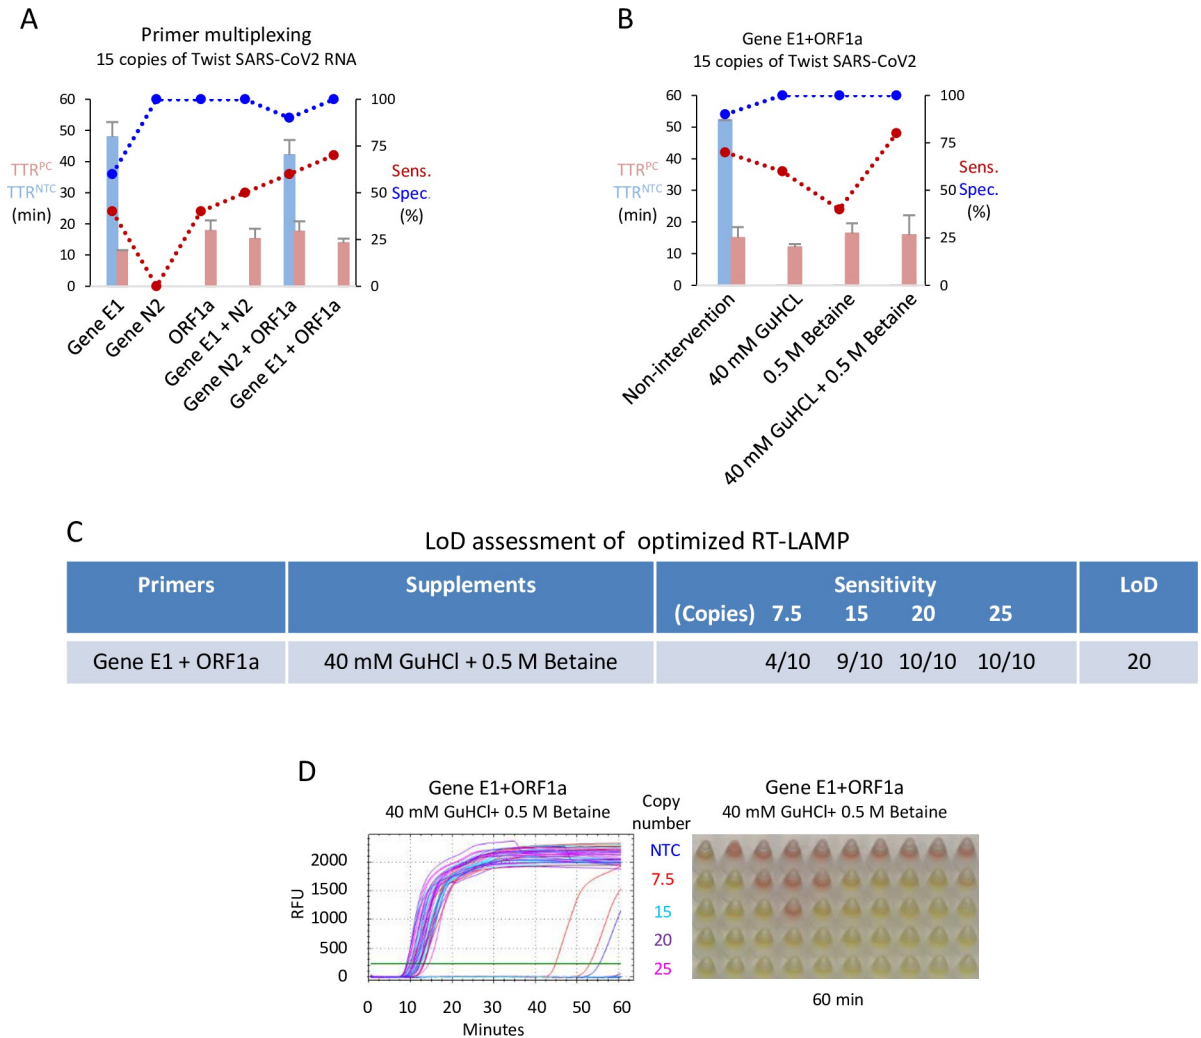 A
Primer multiplexing
15 copies of Twist SARS-CoV2 RNA
60
50
40
30
20
10
0
TTRPC
TTRNTC
(min)
100
75
50
25
0
Sens.
Spec.
(%)
Gene E1
Gene N2
ORF1a
Gene E1 + N2
Gene N2 + ORF1a
Gene E1 + ORF1a
B
Gene E1+ORF1a
15 copies of Twist SARS-CoV2
60
50
40
30
20
10
0
TTRPC
TTRNTC
(min)
100
75
50
25
0
Sens.
Spec.
(%)
Non-intervention
40 mM GuHCL
0.5 M Betaine
40 mM GuHCL + 0.5 M Betaine
C
LoD assessment of optimized RT-LAMP
Primers Supplements Sensitivity LoD
(Copies) 7.5 15 20 25
Gene E1 + ORF1a 40 mM GuHCl + 0.5 M Betaine 4/10 9/10 10/10 10/10 20
D
Gene E1+ORF1a
40 mM GuHCl+ 0.5 M Betaine
RFU
2000
1500
1000
500
0
0 10 20 30 40 50 60
Minutes
Copy
number
NTC
7.5
15
20
25
Gene E1+ORF1a
40 mM GuHCl+ 0.5 M Betaine
60 min